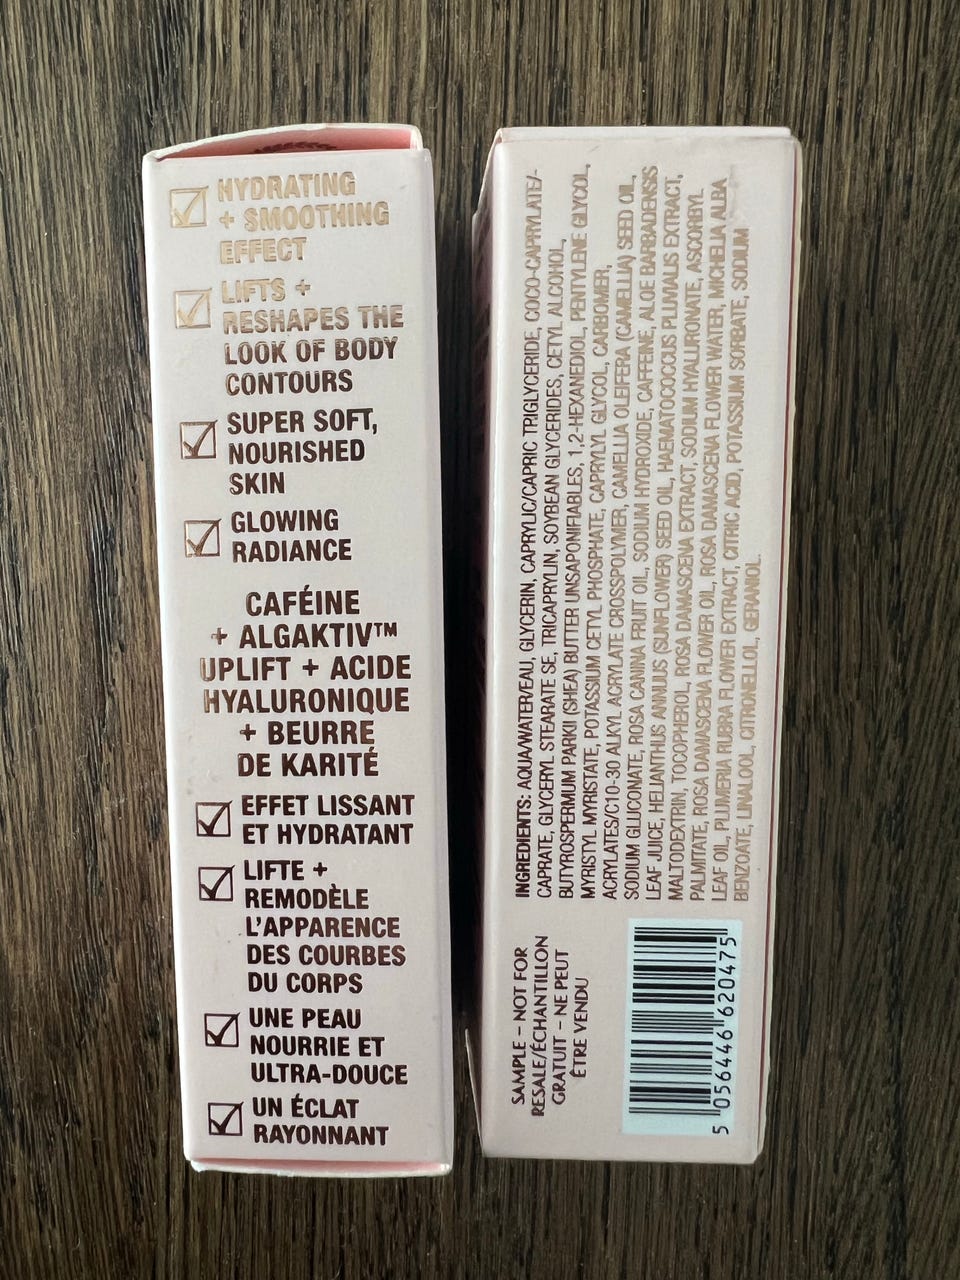 HYDRATING
+ SMOOTHING
EFFECT
LIFTS +
RESHAPES THE
LOOK OF BODY
CONTOURS
SUPER SOFT,
NOURISHED
SKIN
GLOWING
RADIANCE
CAFÉINE
+ ALGAKTIV™
UPLIFT + ACIDE
HYALURONIQUE
+ BEURRE
DE KARITÉ
EFFET LISSANT
ET HYDRATANT
LIFTE +
REMODÈLE
L'APPARENCE
DES COURBES
DU CORPS
UNE PEAU
NOURRIE ET
ULTRA-DOUCE
UN ÉCLAT
RAYONNANT
INGREDIENTS: AQUA/WATER/EAU, GLYCERIN, CAPRYLIC/CAPRIC TRIGLYCERIDE, COCO-CAPRYLATE/-
CAPRATE, GLYCERYL STEARATE SE, TRICAPRYLIN, SOYBEAN GLYCERIDES, CETYL ALCOHOL,
BUTYROSPERMUM PARKII (SHEA) BUTTER UNSAPONIFIABLES, 1,2-HEXANEDIOL, PENTYLENE GLYCOL,
MYRISTYL MYRISTATE, POTASSIUM CETYL PHOSPHATE, CAPRYLYL GLYCOL, CARBOMER,
ACRYLATES/C10-30 ALKYL ACRYLATE CROSSPOLYMER, CAMELLIA OLEIFERA (CAMELLIA) SEED OIL,
SODIUM GLUCONATE, ROSA CANINA FRUIT OIL, SODIUM HYDROXIDE, CAFFEINE, ALOE BARBADENSIS
LEAF JUICE, HELIANTHUS ANNUUS (SUNFLOWER) SEED OIL, HAEMATOCOCCUS PLUVIALIS EXTRACT,
MALTODEXTRIN, TOCOPHEROL, ROSA DAMASCENA EXTRACT, SODIUM HYALURONATE, ASCORBYL
PALMITATE, ROSA DAMASCENA FLOWER OIL, ROSA DAMASCENA FLOWER WATER, MICHELIA ALBA
LEAF OIL, PLUMERIA RUBRA FLOWER EXTRACT, CITRIC ACID, POTASSIUM SORBATE, SODIUM
BENZOATE, LINALOOL, CITRONELLOL, GERANIOL.
SAMPLE – NOT FOR
RESALE/ÉCHANTILLON
GRATUIT – NE PEUT
ÊTRE VENDU
5 056446 620475